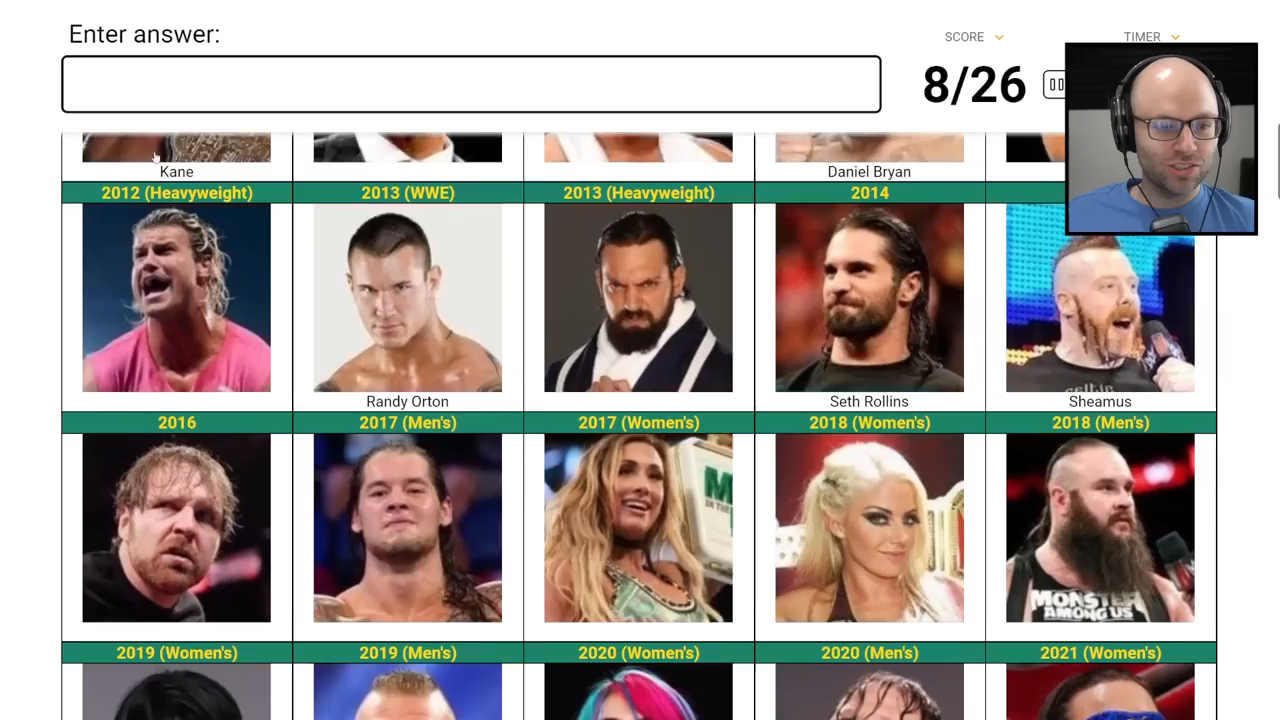 Enter answer:
SCORE
TIMER
8/26
Kane
Daniel Bryan
2012 (Heavyweight)
2013 (WWE)
2013 (Heavyweight)
2014
Randy Orton
Seth Rollins
Sheamus
2016
2017 (Men's)
2017 (Women's)
2018 (Women's)
2018 (Men's)
MONSTER
AMONG US
2019 (Women's)
2019 (Men's)
2020 (Women's)
2020 (Men's)
2021 (Women's)